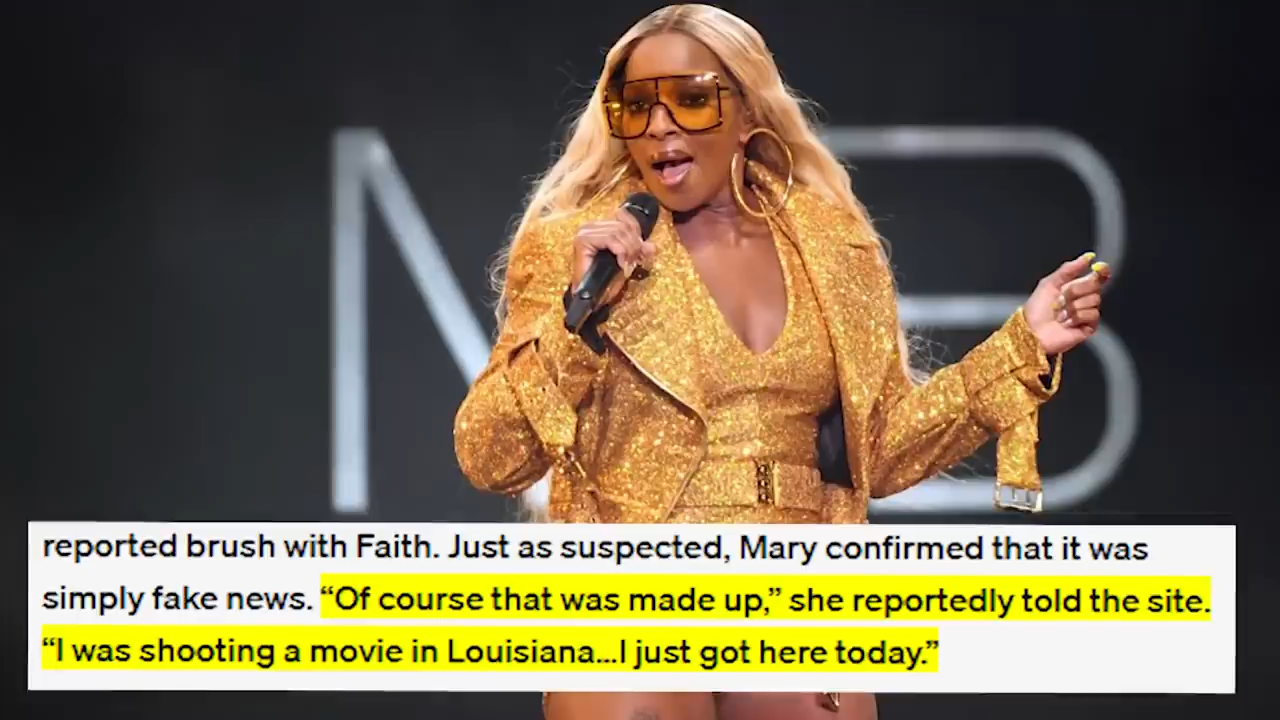 M B
reported brush with Faith. Just as suspected, Mary confirmed that it was
simply fake news. “Of course that was made up,” she reportedly told the site.
“I was shooting a movie in Louisiana...I just got here today.”